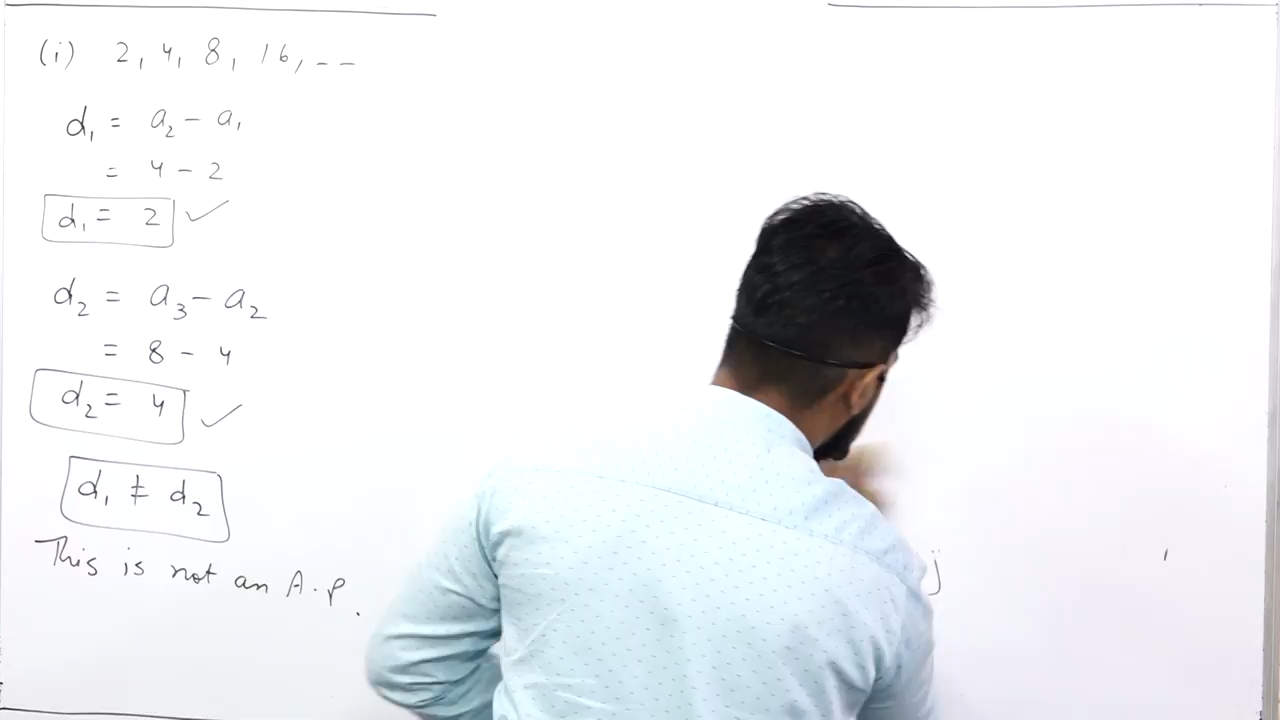 (i) 2, 4, 8, 16, - -
d₁ = a₂ - a₁
= 4 - 2
d₁ = 2 ✓
d₂ = a₃ - a₂
= 8 - 4
d₂ = 4 ✓
d₁ ≠ d₂
This is not an A.P.